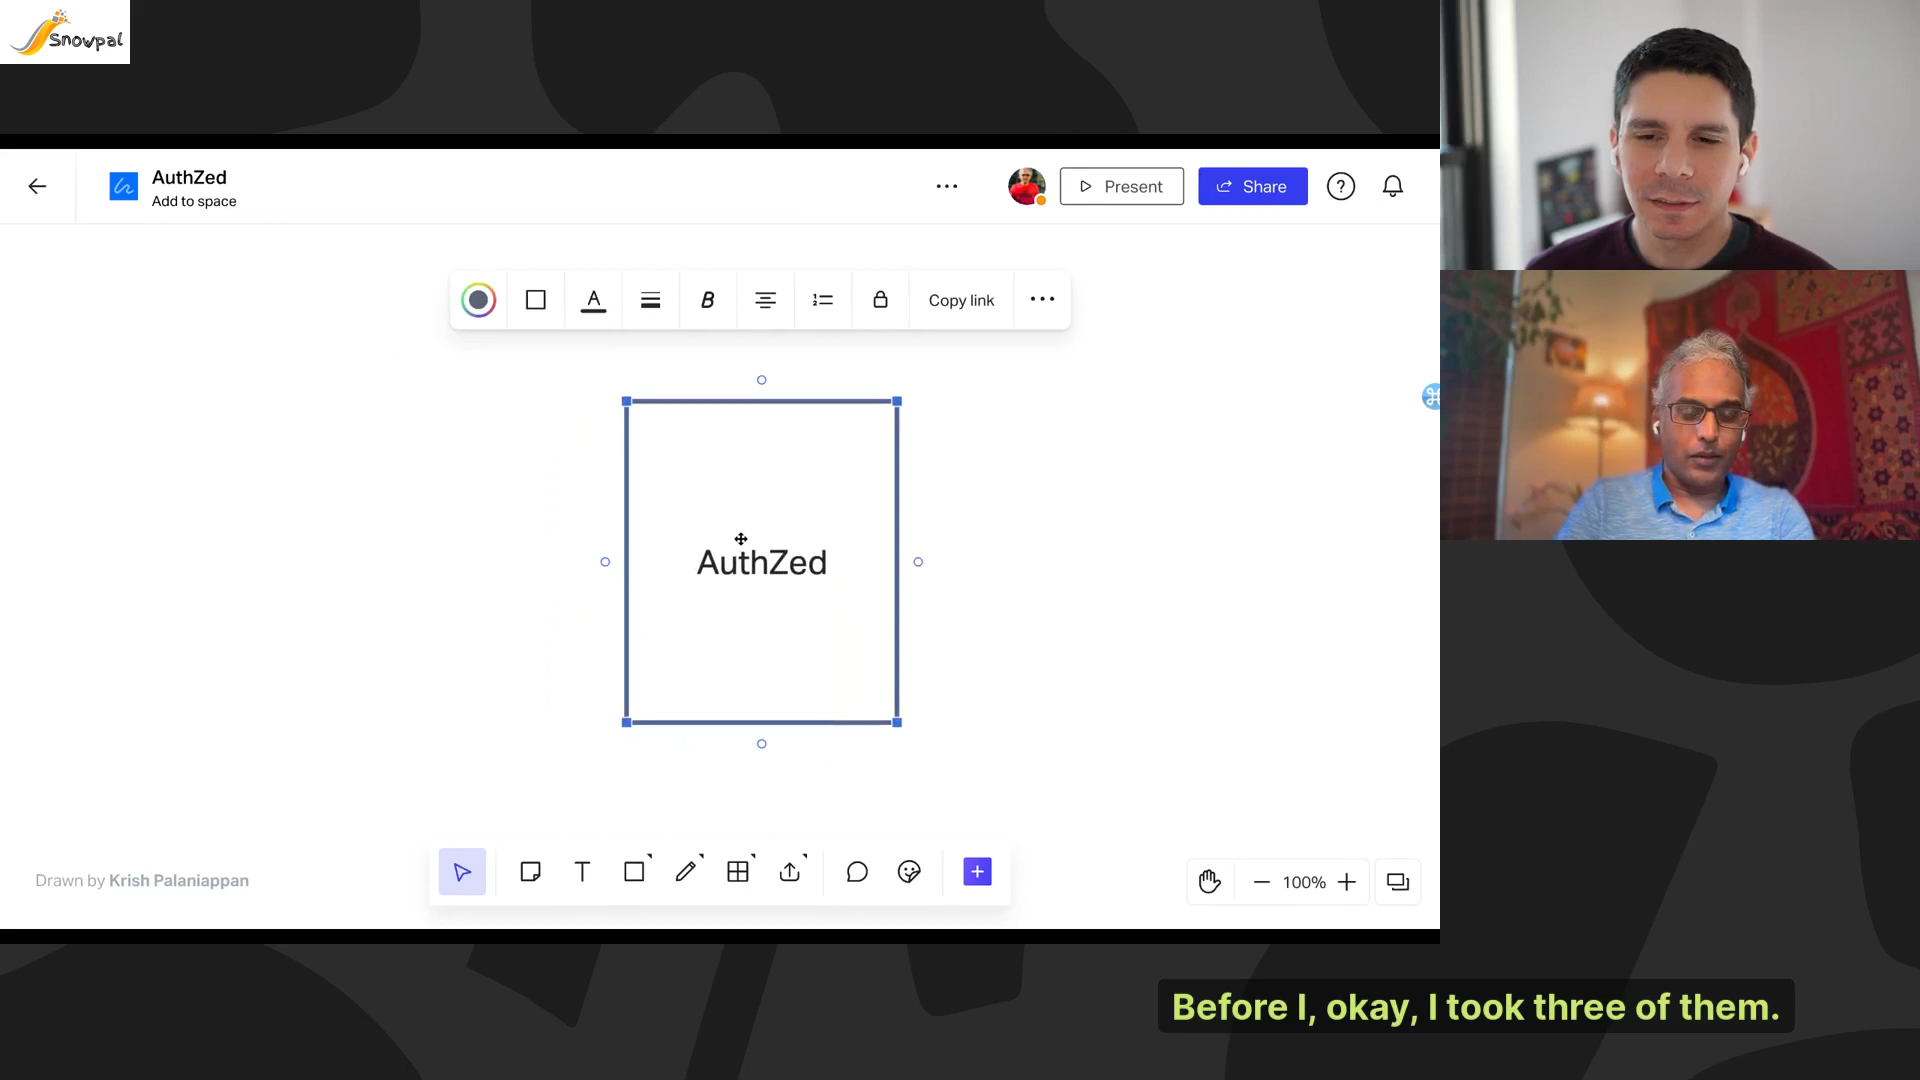 Snowpal
AuthZed
Add to space
Present
Share
Copy link
AuthZed
Drawn by Krish Palaniappan
100%
Before I, okay, I took three of them.